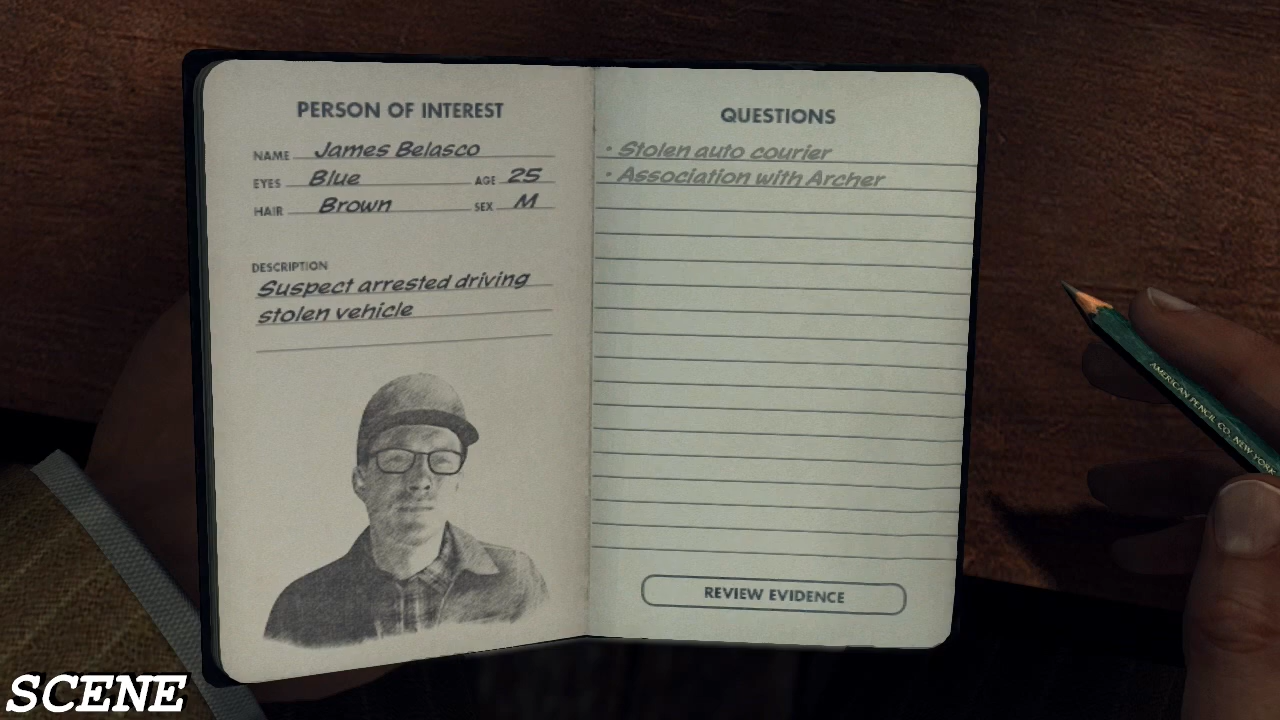 PERSON OF INTEREST
NAME James Belasco
EYES Blue AGE 25
HAIR Brown SEX M
DESCRIPTION
Suspect arrested driving
stolen vehicle
QUESTIONS
• Stolen auto courier
• Association with Archer
REVIEW EVIDENCE
AMERICAN PENCIL CO. NEW YORK
SCENE